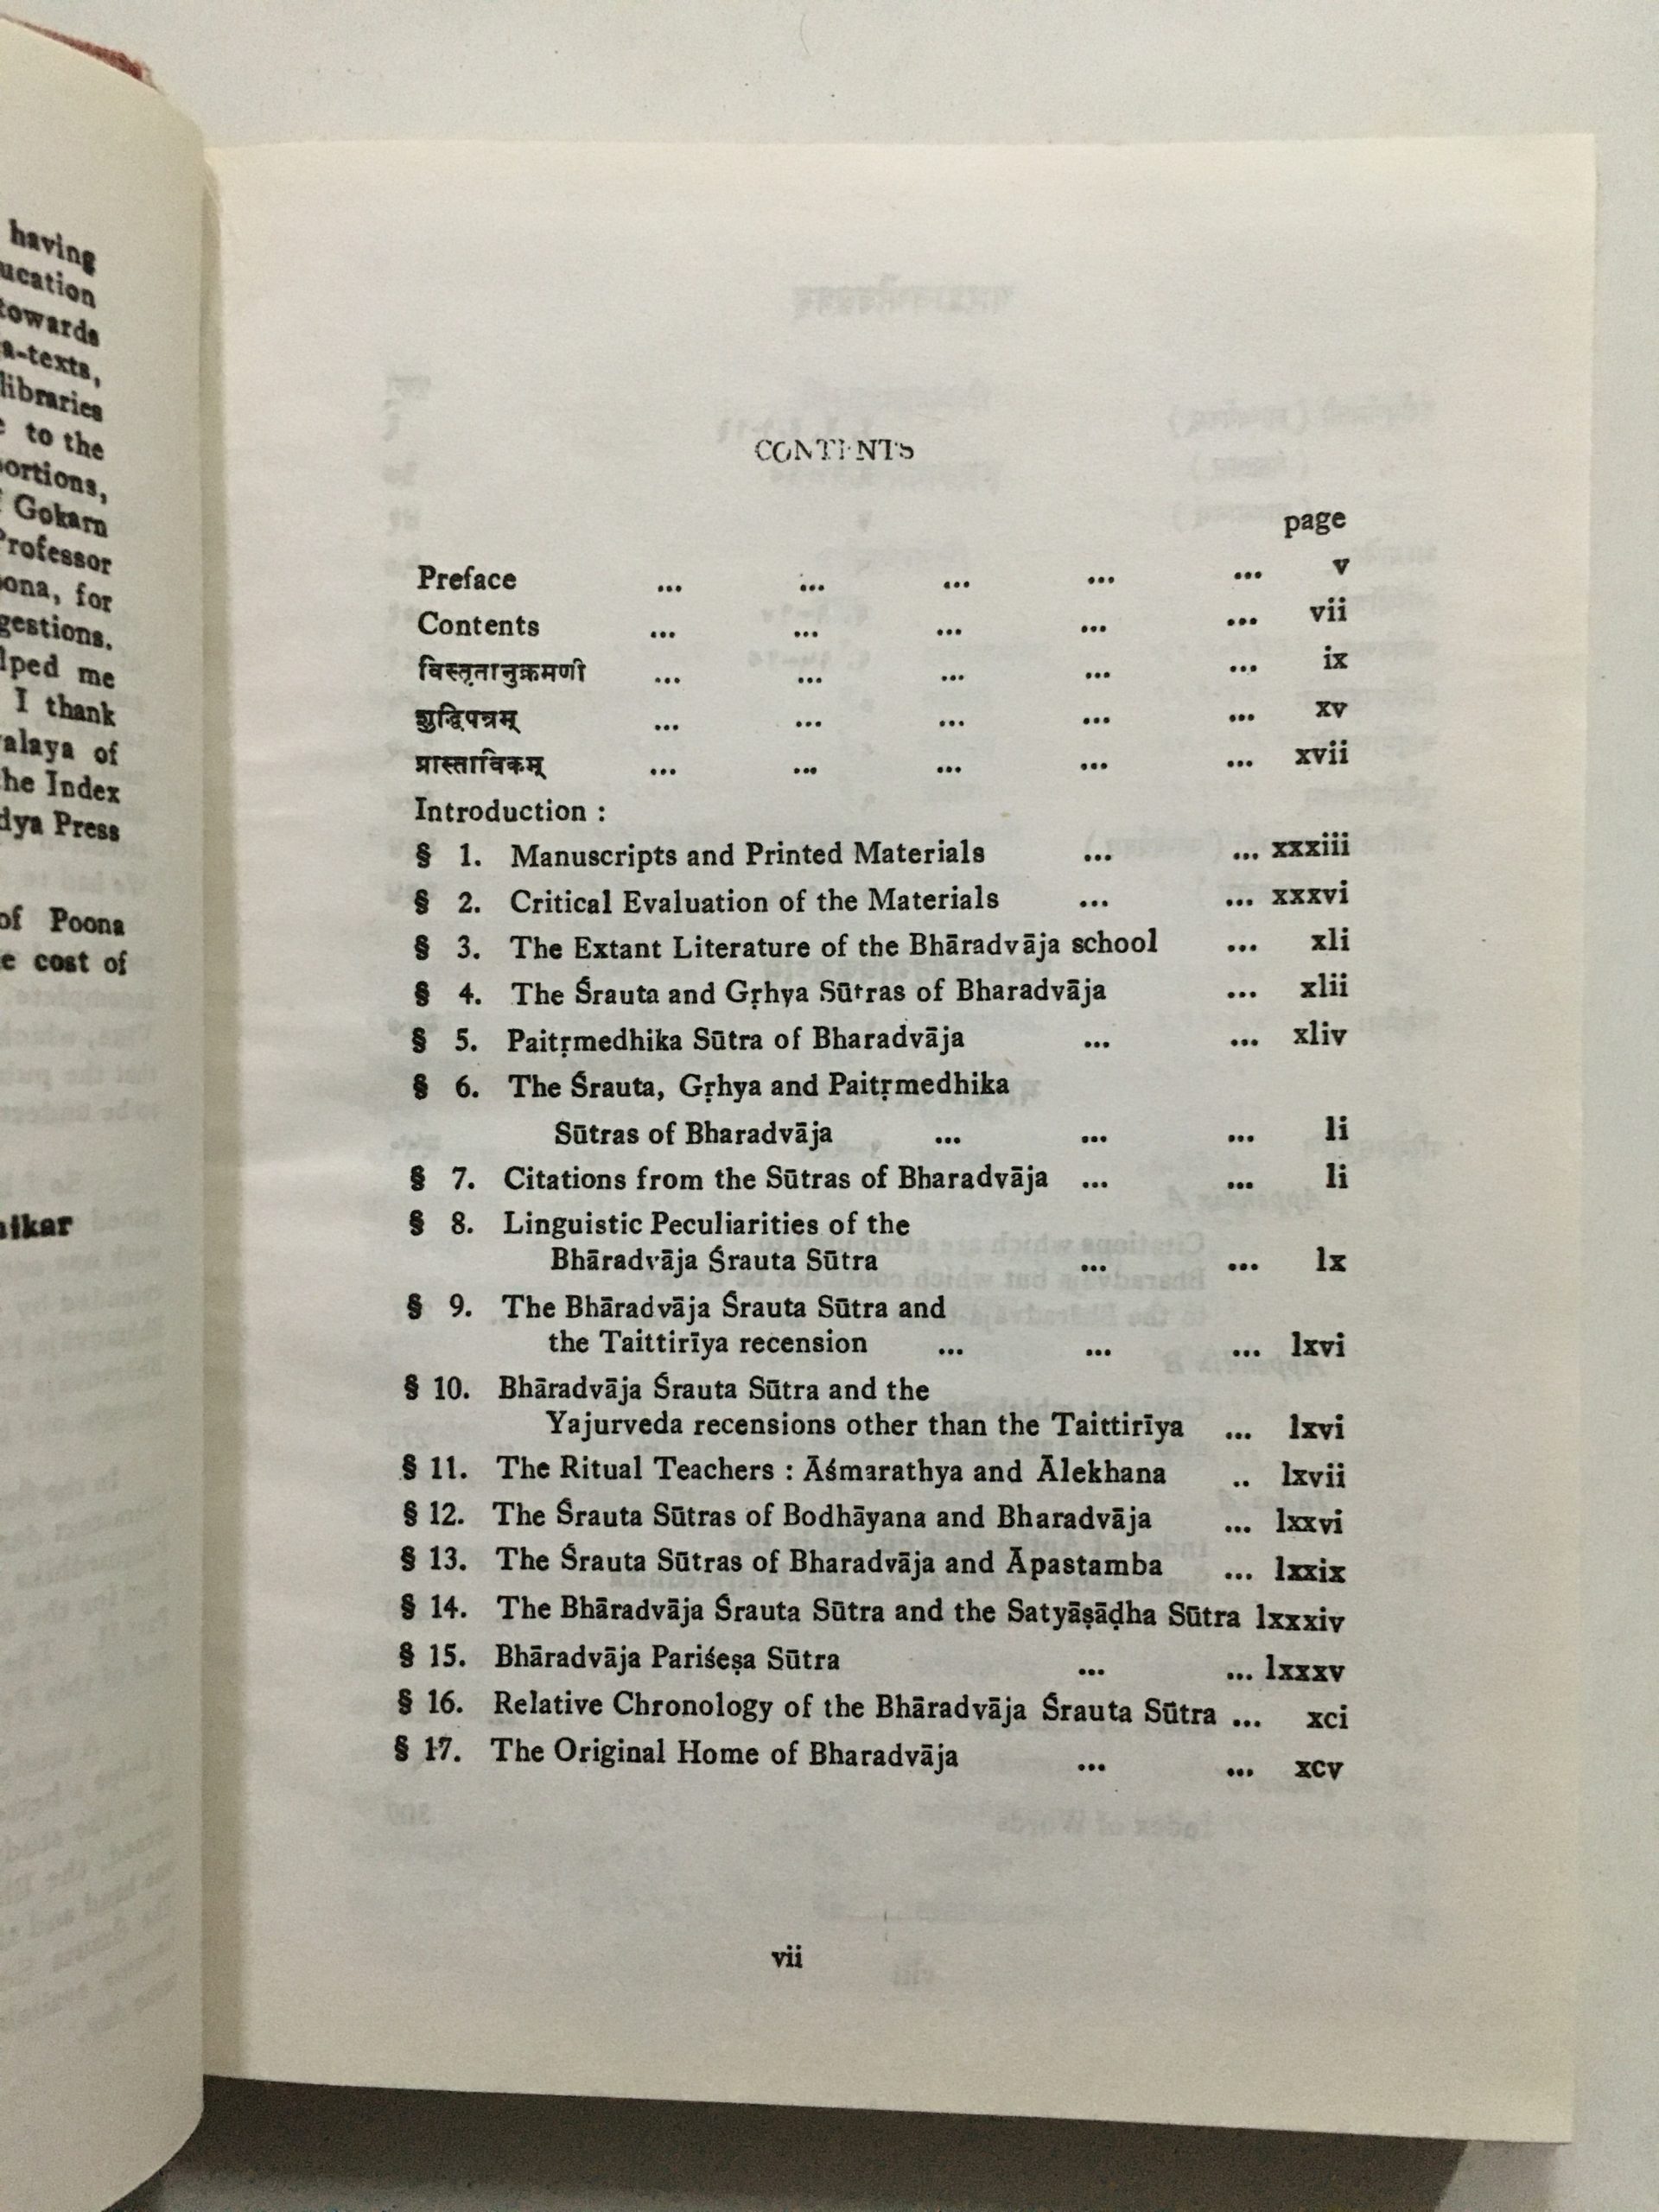 having
ucation
towards
a-texts,
libraries
to the
portions,
Gokarn
Professor
oona, for
gestions.
lped me
I thank
valaya of
the Index
dya Press
of Poona
e cost of
aikar
CONTENTS
page
Preface ... ... ... ... ... v
Contents ... ... ... ... ... vii
विस्तृतानुक्रमणी ... ... ... ... ... ix
शुद्धिपत्रम् ... ... ... ... ... xv
प्रास्ताविकम् ... ... ... ... ... xvii
Introduction :
§ 1. Manuscripts and Printed Materials ... ... xxxiii
§ 2. Critical Evaluation of the Materials ... ... xxxvi
§ 3. The Extant Literature of the Bhāradvāja school ... xli
§ 4. The Śrauta and Gṛhya Sūtras of Bharadvāja ... xlii
§ 5. Paitṛmedhika Sūtra of Bharadvāja ... ... xliv
§ 6. The Śrauta, Gṛhya and Paitṛmedhika
Sūtras of Bharadvāja ... ... ... li
§ 7. Citations from the Sūtras of Bharadvāja ... ... li
§ 8. Linguistic Peculiarities of the
Bhāradvāja Śrauta Sūtra ... ... lx
§ 9. The Bhāradvāja Śrauta Sūtra and
the Taittirīya recension ... ... ... lxvi
§ 10. Bhāradvāja Śrauta Sūtra and the
Yajurveda recensions other than the Taittirīya ... lxvi
§ 11. The Ritual Teachers : Āśmarathya and Ālekhana .. lxvii
§ 12. The Śrauta Sūtras of Bodhāyana and Bharadvāja ... lxxvi
§ 13. The Śrauta Sūtras of Bharadvāja and Āpastamba ... lxxix
§ 14. The Bhāradvāja Śrauta Sūtra and the Satyāṣāḍha Sūtra lxxxiv
§ 15. Bhāradvāja Pariśeṣa Sūtra ... ... lxxxv
§ 16. Relative Chronology of the Bhāradvāja Śrauta Sūtra ... xci
§ 17. The Original Home of Bharadvāja ... ... xcv
vii